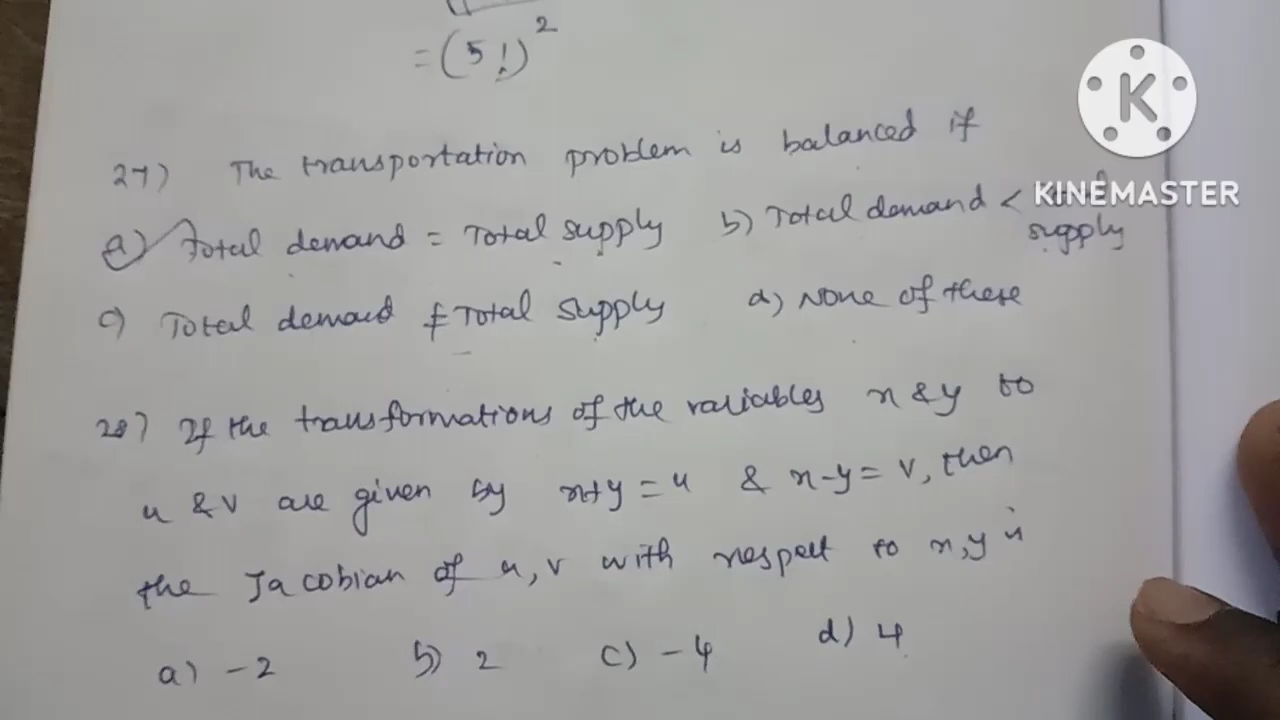 = (5!)²
27) The transportation problem is balanced if
a) Total demand = Total supply b) Total demand <
supply
c) Total demand ≠ Total supply d) None of these
28) If the transformations of the variables x & y to
u & v are given by x+y = u & x-y = v, then
the Jacobian of u, v with respect to x, y is
a) -2 b) 2 c) -4 d) 4
K
KINEMASTER